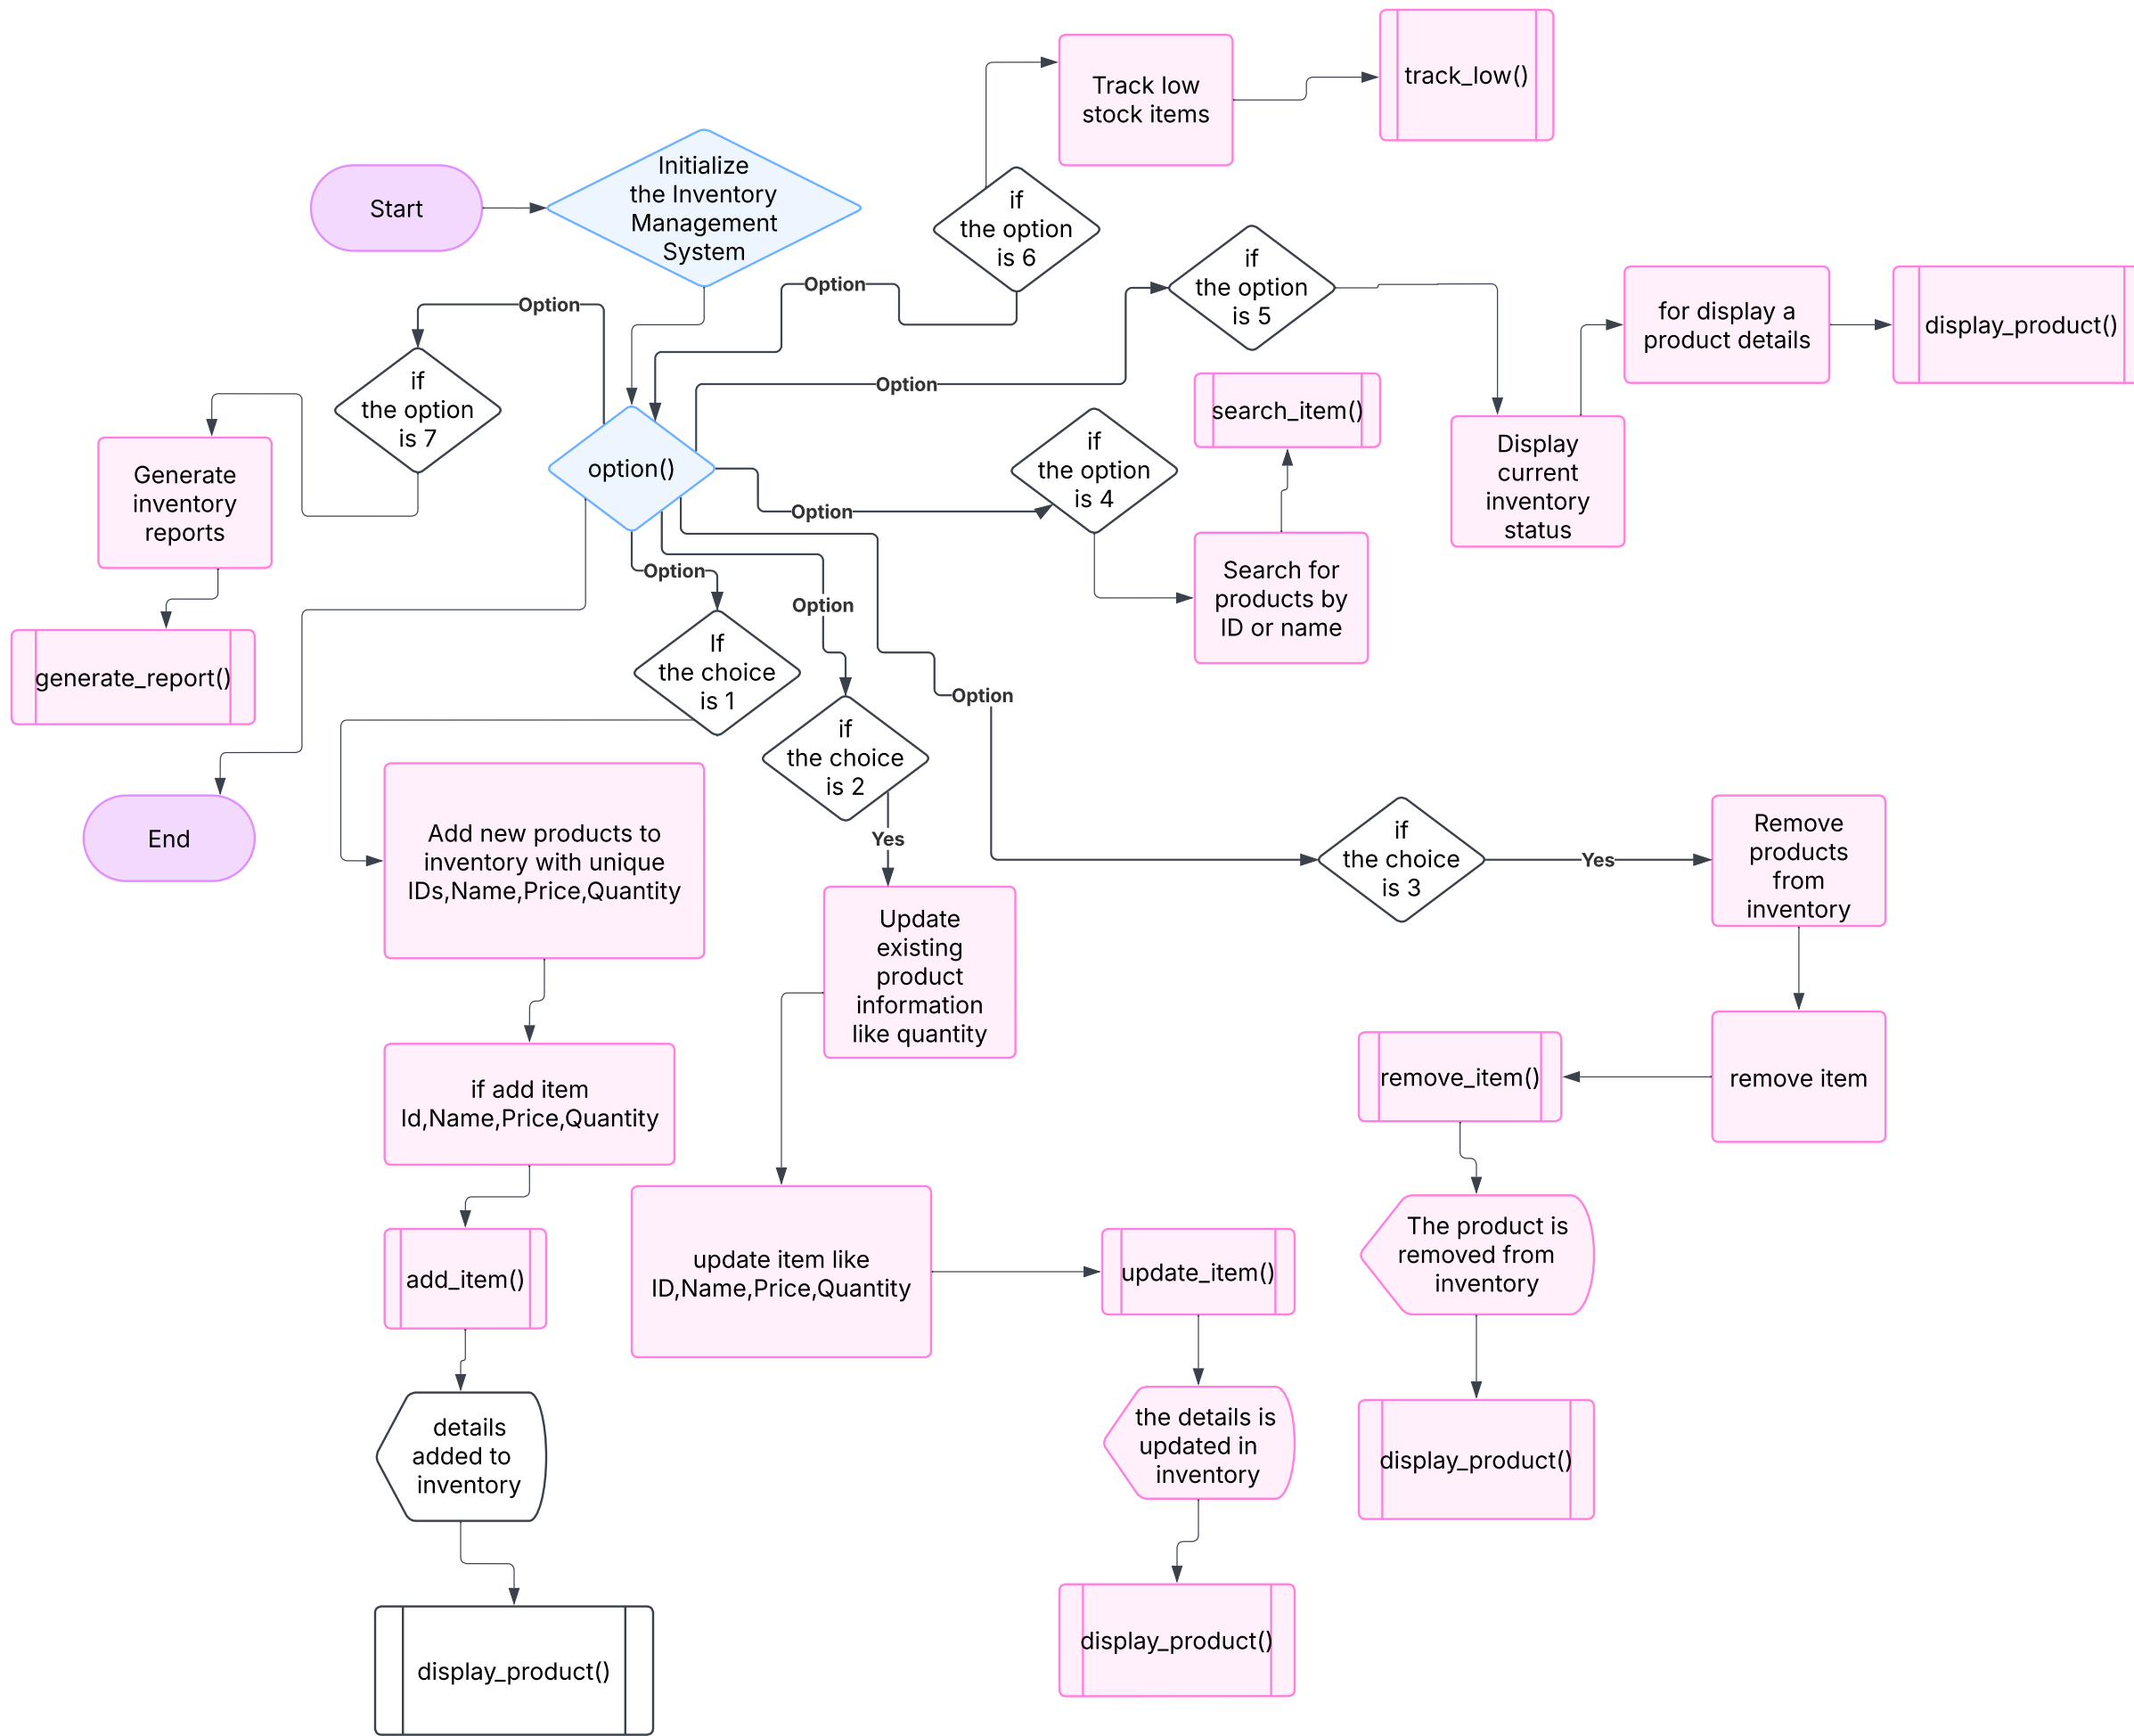 Track low
stock items
track_low()
Start
Initialize
the Inventory
Management
System
if
the option
is 6
Option
if
the option
is 5
for display a
product details
display_product()
Option
if
the option
is 7
Option
search_item()
if
the option
is 4
option()
Option
Display
current
inventory
status
Generate
inventory
reports
Search for
products by
ID or name
Option
Option
generate_report()
If
the choice
is 1
Option
if
the choice
is 2
End
Yes
Add new products to
inventory with unique
IDs,Name,Price,Quantity
if
the choice
is 3
Yes
Remove
products
from
inventory
Update
existing
product
information
like quantity
if add item
Id,Name,Price,Quantity
remove_item()
remove item
add_item()
update item like
ID,Name,Price,Quantity
update_item()
The product is
removed from
inventory
details
added to
inventory
the details is
updated in
inventory
display_product()
display_product()
display_product()